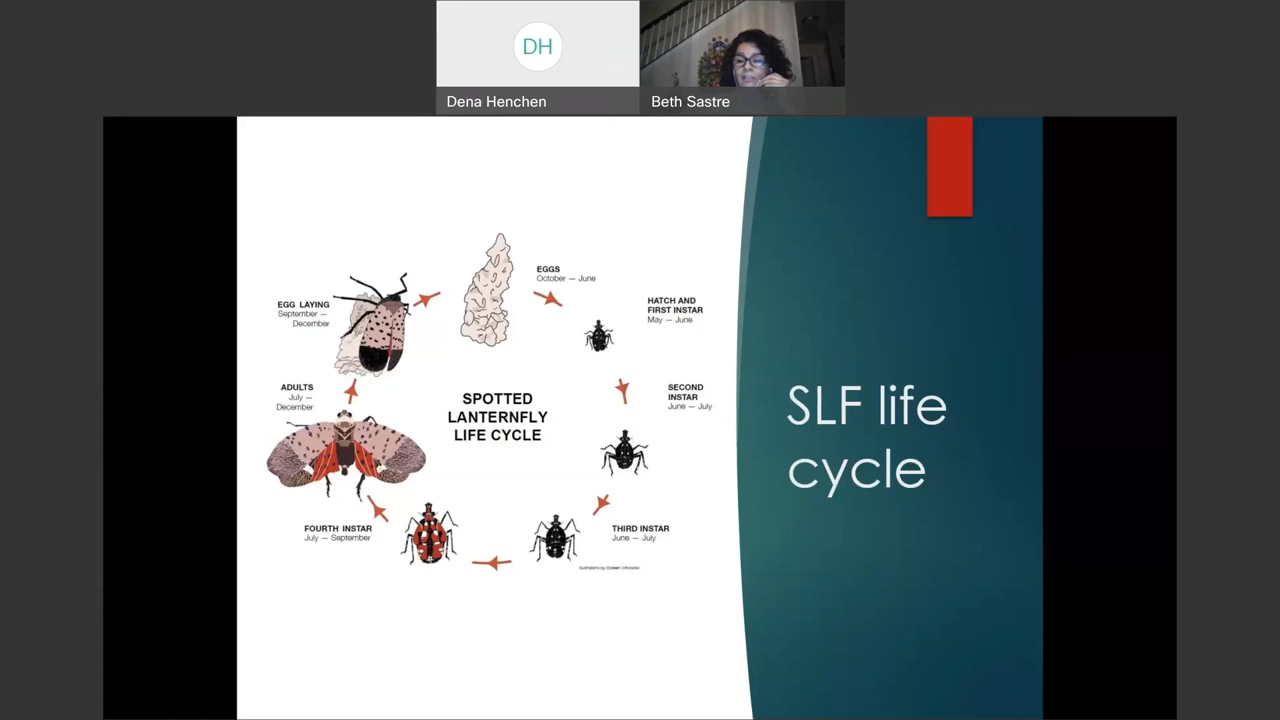 DH
Dena Henchen
Beth Sastre
EGGS
October — June
HATCH AND
FIRST INSTAR
May — June
SECOND
INSTAR
June — July
THIRD INSTAR
June — July
FOURTH INSTAR
July — September
ADULTS
July —
December
EGG LAYING
September —
December
SPOTTED
LANTERNFLY
LIFE CYCLE
SLF life
cycle